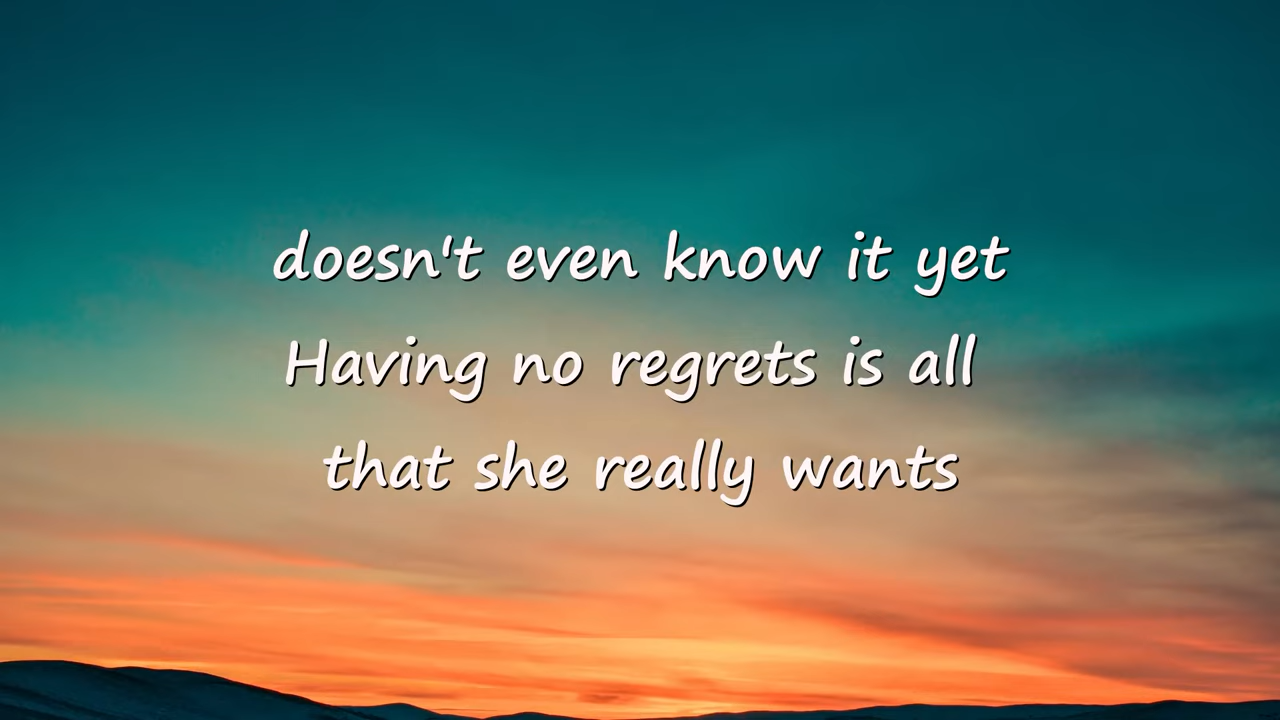 doesn't even know it yet
Having no regrets is all
that she really wants